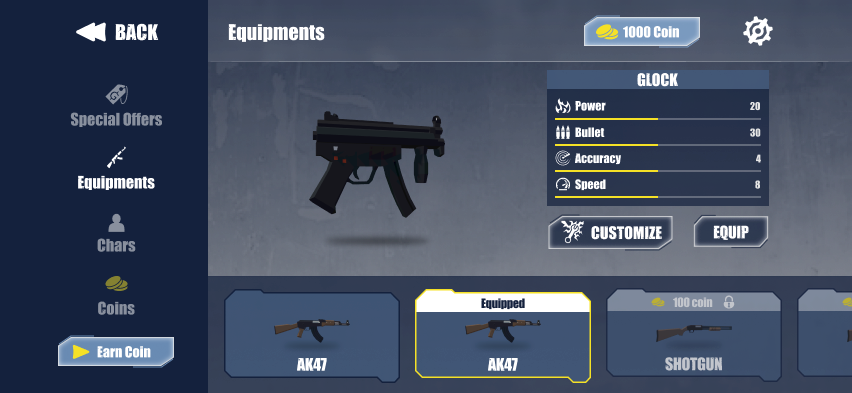 BACK
Equipments
1000 Coin
Special Offers
Equipments
Chars
Coins
Earn Coin
GLOCK
Power 20
Bullet 30
Accuracy 4
Speed 8
CUSTOMIZE
EQUIP
AK47
Equipped
AK47
100 coin
SHOTGUN